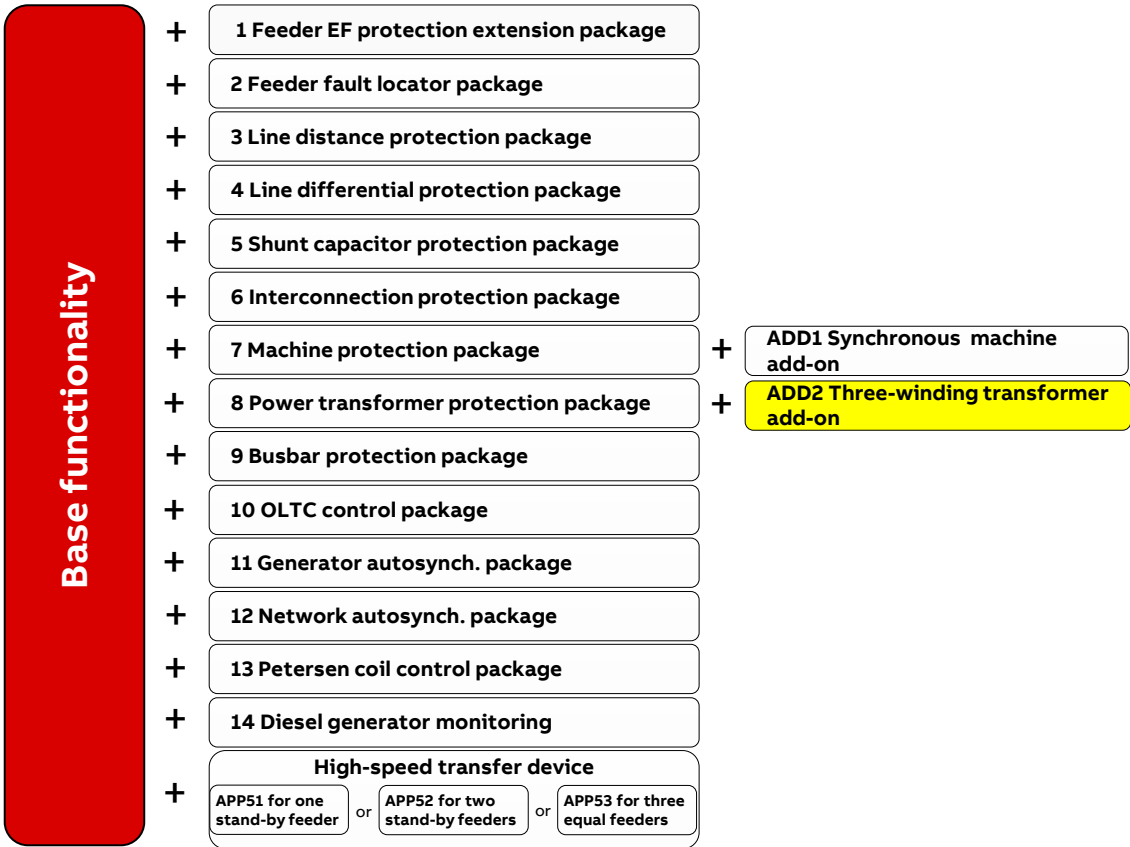 Base functionality
+ 1 Feeder EF protection extension package
+ 2 Feeder fault locator package
+ 3 Line distance protection package
+ 4 Line differential protection package
+ 5 Shunt capacitor protection package
+ 6 Interconnection protection package
+ 7 Machine protection package + ADD1 Synchronous machine
add-on
+ 8 Power transformer protection package + ADD2 Three-winding transformer
add-on
+ 9 Busbar protection package
+ 10 OLTC control package
+ 11 Generator autosynch. package
+ 12 Network autosynch. package
+ 13 Petersen coil control package
+ 14 Diesel generator monitoring
+ High-speed transfer device
APP51 for one
stand-by feeder
or
APP52 for two
stand-by feeders
or
APP53 for three
equal feeders